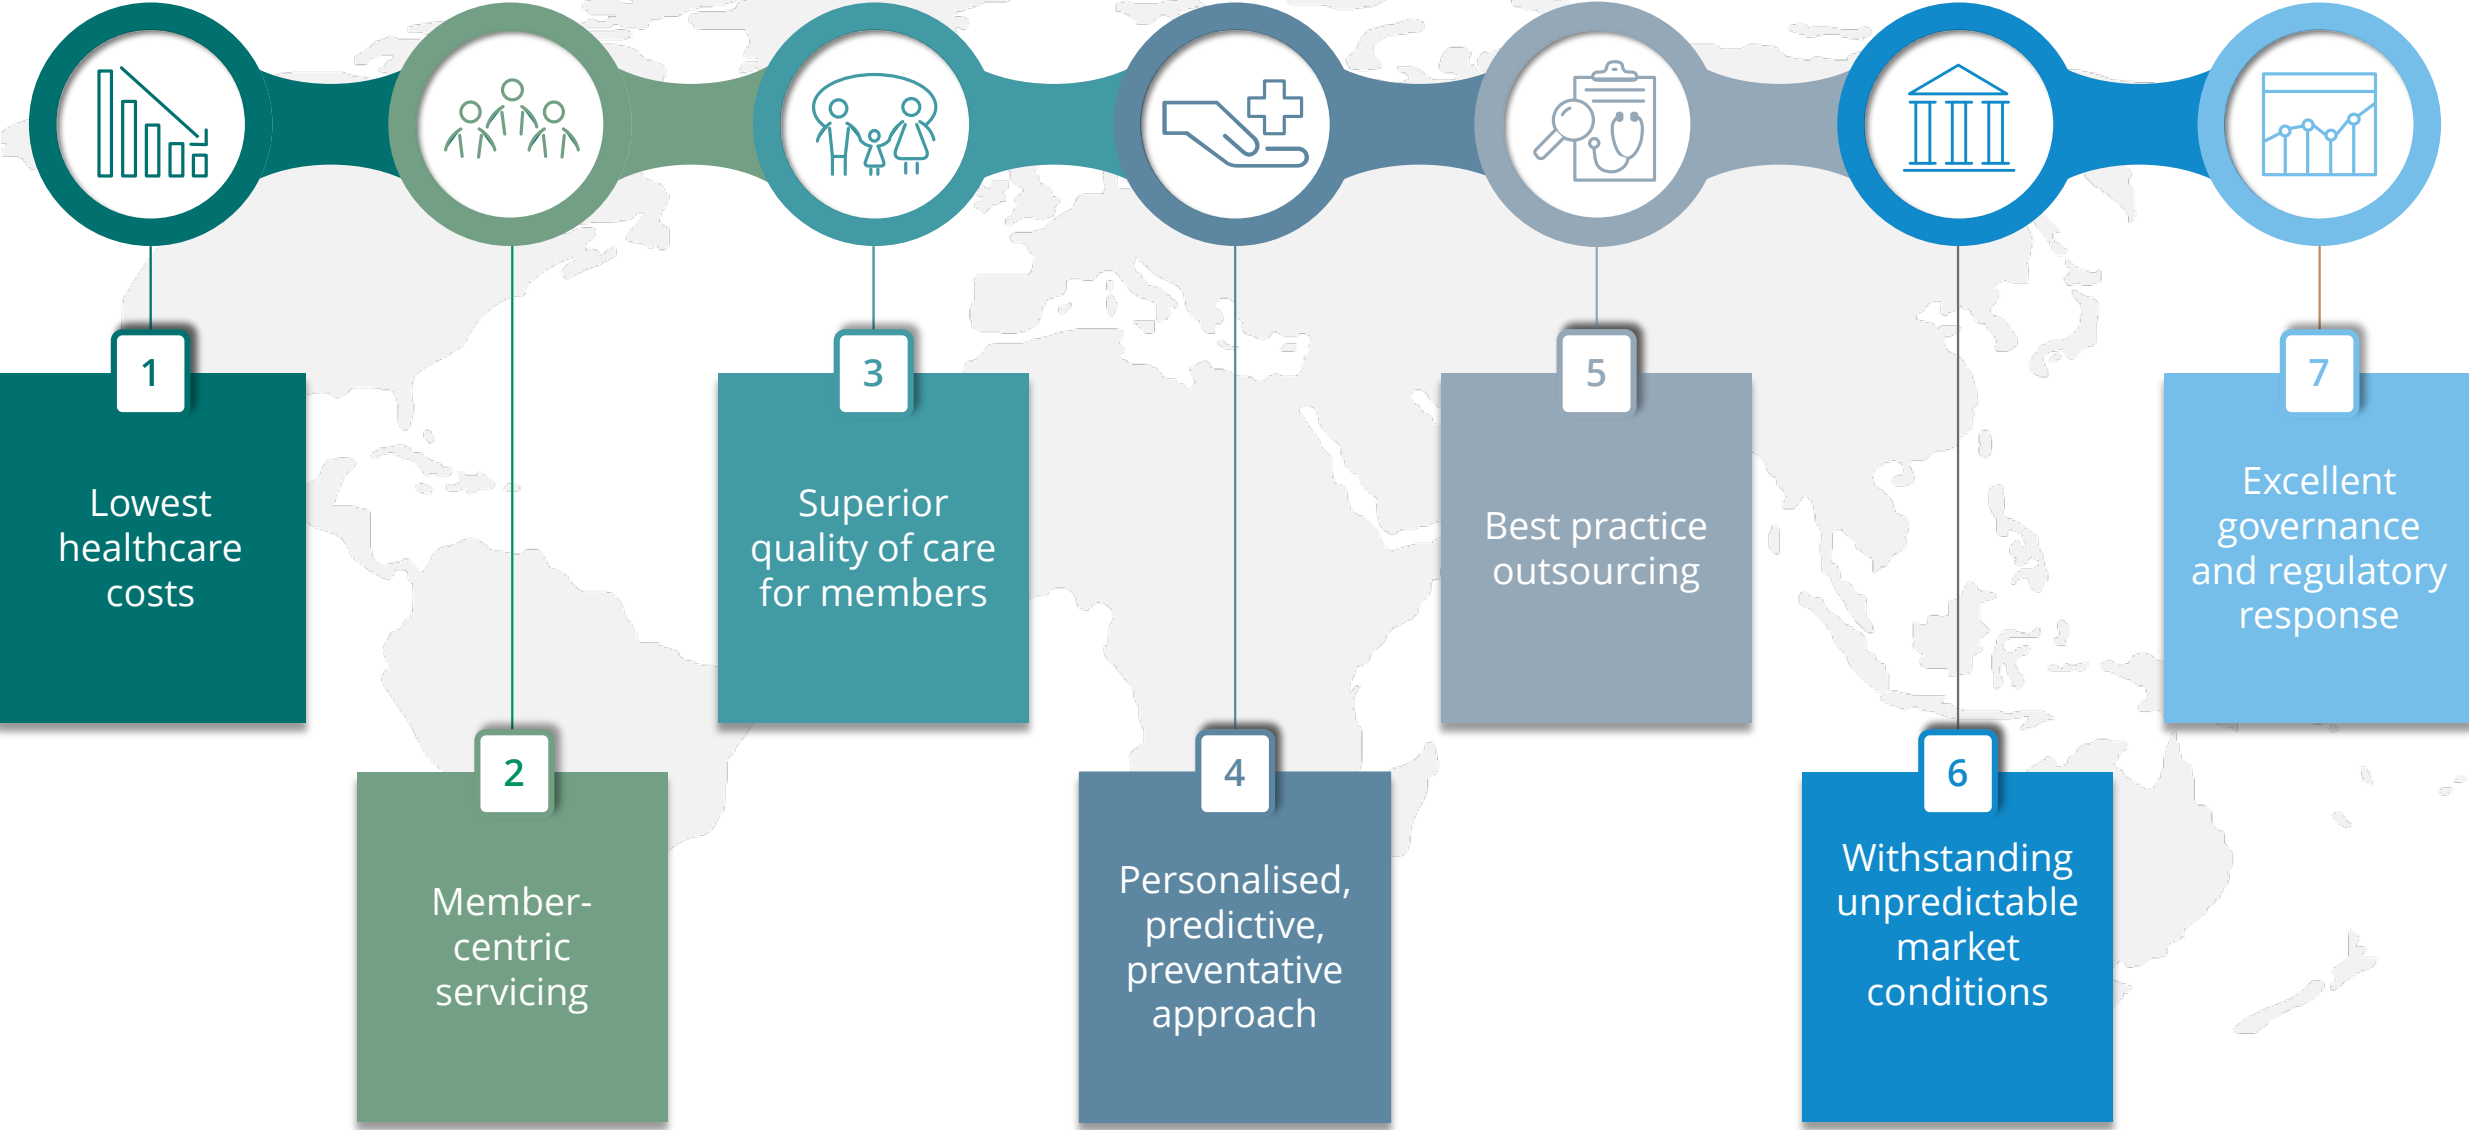 1
Lowest
healthcare
costs
2
Member-
centric
servicing
3
Superior
quality of care
for members
4
Personalised,
predictive,
preventative
approach
5
Best practice
outsourcing
6
Withstanding
unpredictable
market
conditions
7
Excellent
governance
and regulatory
response